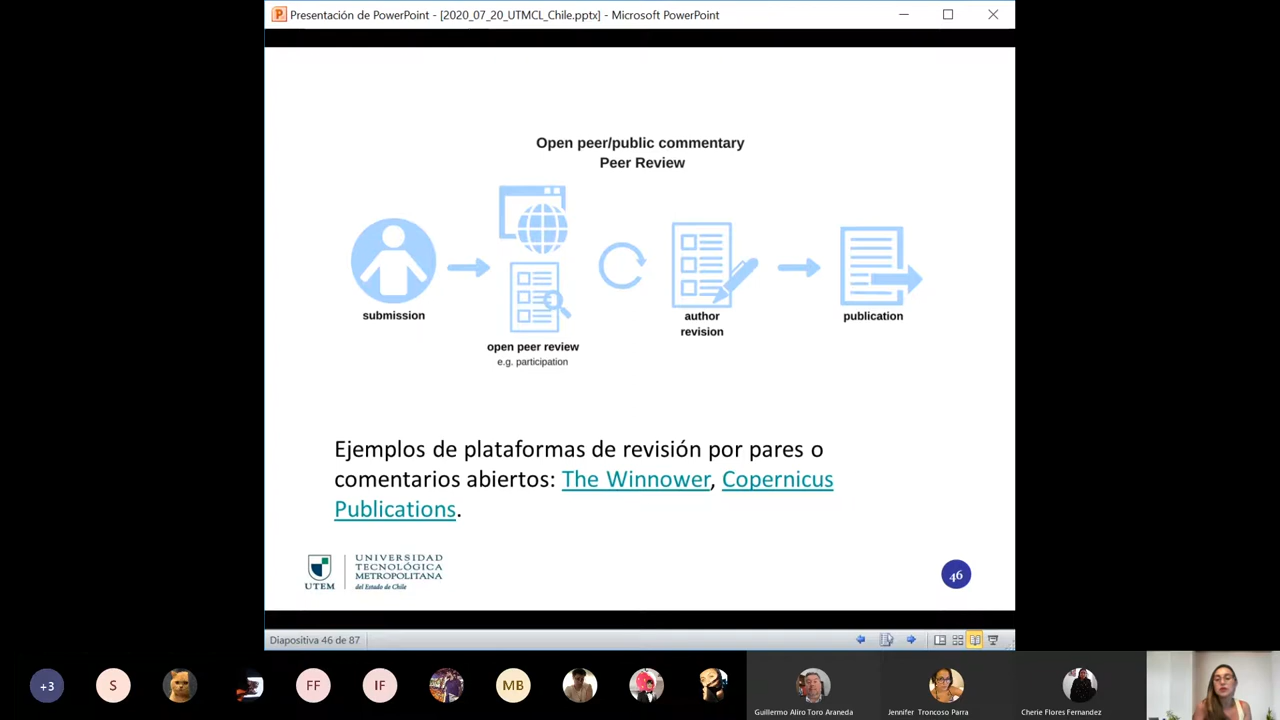 Presentación de PowerPoint - [2020_07_20_UTMCL_Chile.pptx] - Microsoft PowerPoint
Open peer/public commentary
Peer Review
submission
open peer review
e.g. participation
author
revision
publication
Ejemplos de plataformas de revisión por pares o
comentarios abiertos: The Winnower, Copernicus
Publications.
UTEM
UNIVERSIDAD
TECNOLÓGICA
METROPOLITANA
del Estado de Chile
46
Diapositiva 46 de 87
+3
S
FF
IF
MB
Guillermo Aliro Toro Araneda
Jennifer Troncoso Parra
Cherie Flores Fernandez